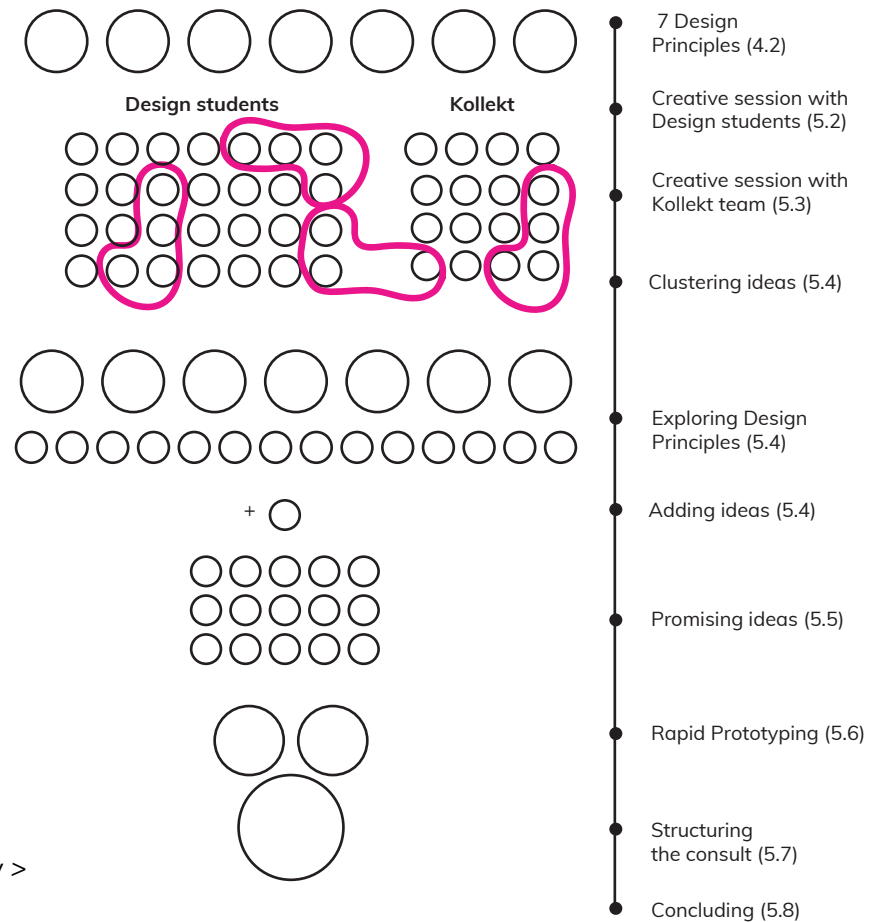 7 Design
Principles (4.2)
Design students
Kollekt
Creative session with
Design students (5.2)
Creative session with
Kollekt team (5.3)
Clustering ideas (5.4)
Exploring Design
Principles (5.4)
+
Adding ideas (5.4)
Promising ideas (5.5)
Rapid Prototyping (5.6)
Structuring
the consult (5.7)
>
Concluding (5.8)